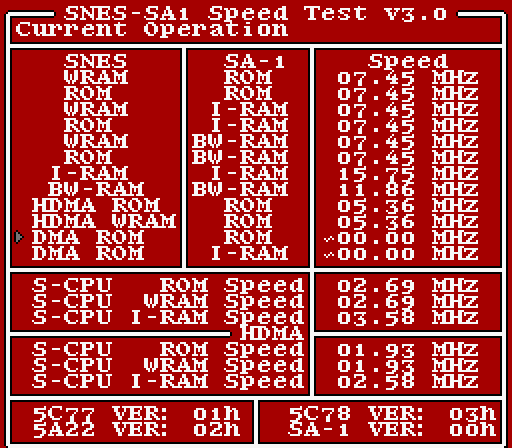 SNES-SA1 Speed Test v3.0
Current Operation
SNES SA-1 Speed
WRAM ROM 07.45 MHZ
ROM ROM 07.45 MHZ
WRAM I-RAM 07.45 MHZ
ROM I-RAM 07.45 MHZ
WRAM BW-RAM 07.45 MHZ
ROM BW-RAM 07.45 MHZ
I-RAM I-RAM 15.75 MHZ
BW-RAM BW-RAM 11.86 MHZ
HDMA ROM ROM 05.36 MHZ
HDMA WRAM ROM 05.36 MHZ
DMA ROM ROM ~00.00 MHZ
DMA ROM I-RAM ~00.00 MHZ
S-CPU ROM Speed 02.69 MHZ
S-CPU WRAM Speed 02.69 MHZ
S-CPU I-RAM Speed 03.58 MHZ
HDMA
S-CPU ROM Speed 01.93 MHZ
S-CPU WRAM Speed 01.93 MHZ
S-CPU I-RAM Speed 02.58 MHZ
5C77 VER: 01h 5C78 VER: 03h
5A22 VER: 02h SA-1 VER: 00h